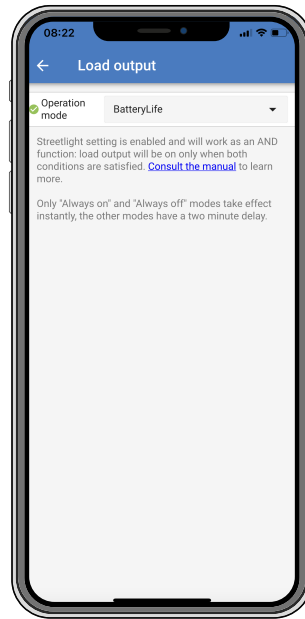 08:22
Load output
Operation
mode
BatteryLife
Streetlight setting is enabled and will work as an AND
function: load output will be on only when both
conditions are satisfied. Consult the manual to learn
more.
Only "Always on" and "Always off" modes take effect
instantly, the other modes have a two minute delay.